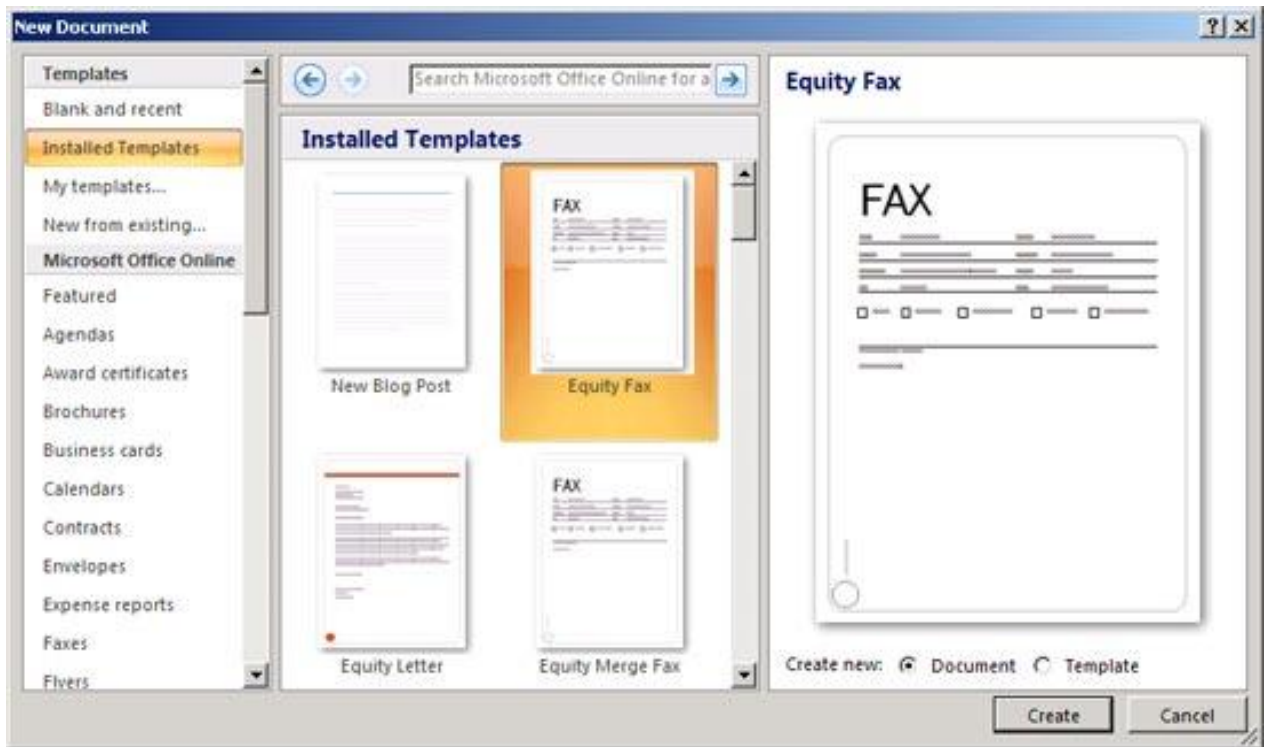 New Document
Templates
Blank and recent
Installed Templates
My templates...
New from existing...
Microsoft Office Online
Featured
Agendas
Award certificates
Brochures
Business cards
Calendars
Contracts
Envelopes
Expense reports
Faxes
Flyers
Search Microsoft Office Online for a
Installed Templates
FAX
New Blog Post
Equity Fax
FAX
Equity Letter
Equity Merge Fax
Equity Fax
FAX
Create new: Document Template
Create Cancel